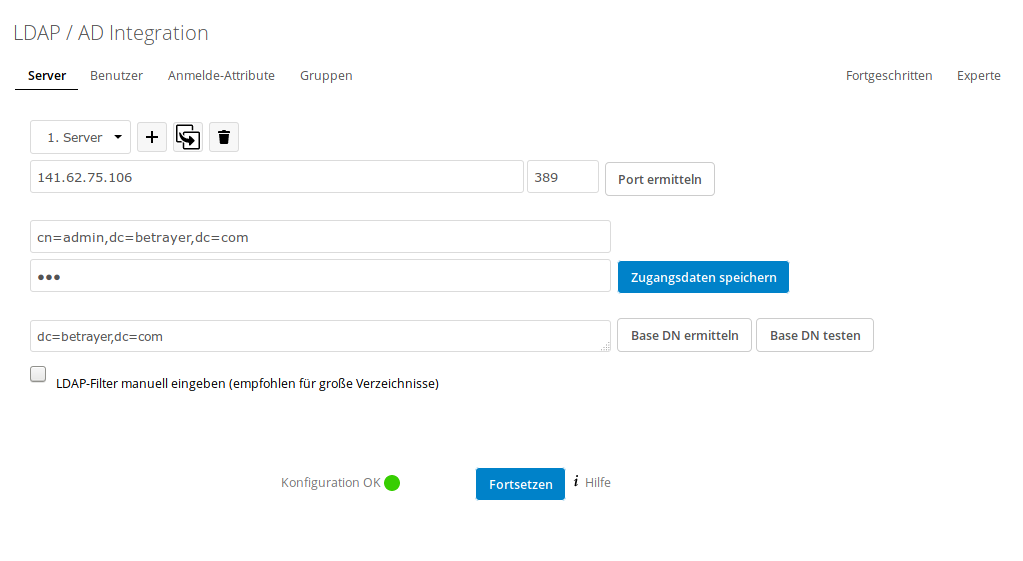 LDAP / AD Integration
Server Benutzer Anmelde-Attribute Gruppen Fortgeschritten Experte
1. Server
141.62.75.106 389 Port ermitteln
cn=admin,dc=betrayer,dc=com
●●● Zugangsdaten speichern
dc=betrayer,dc=com Base DN ermitteln Base DN testen
LDAP-Filter manuell eingeben (empfohlen für große Verzeichnisse)
Konfiguration OK Fortsetzen i Hilfe